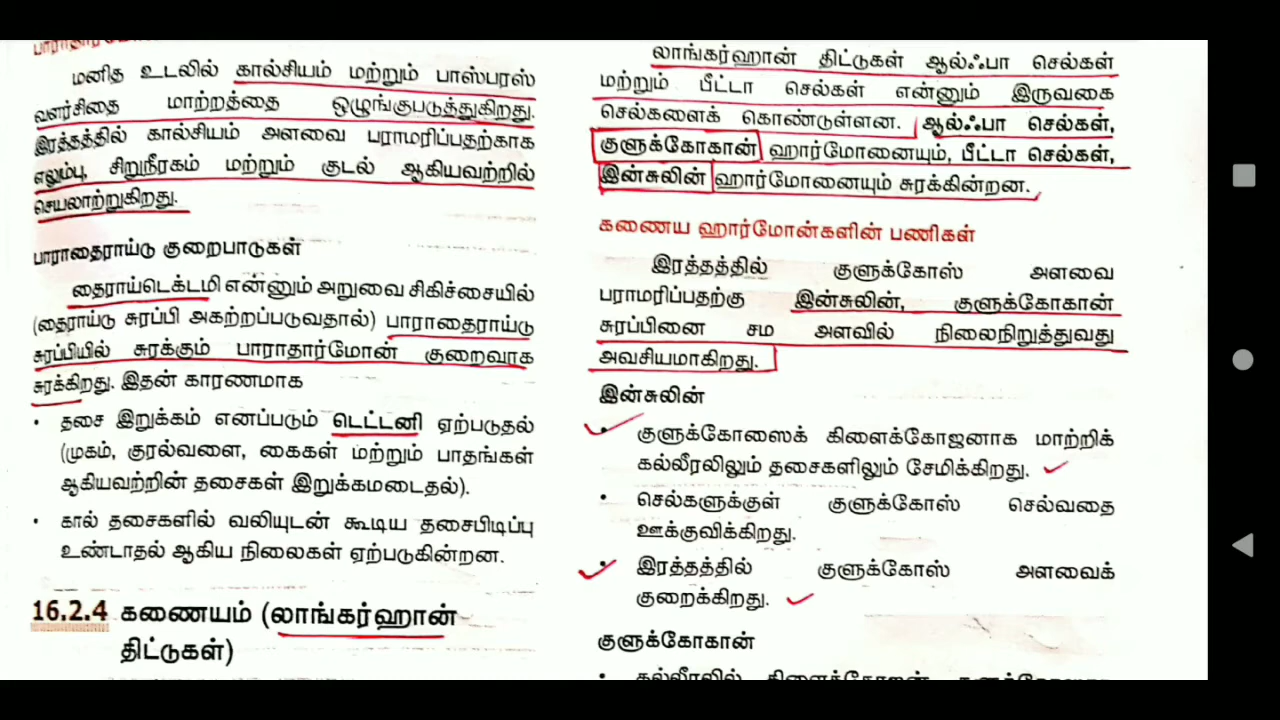 மனித உடலில் கால்சியம் மற்றும் பாஸ்பரஸ்
வளர்சிதை மாற்றத்தை ஒழுங்குபடுத்துகிறது.
இரத்தத்தில் கால்சியம் அளவை பராமரிப்பதற்காக
எலும்பு, சிறுநீரகம் மற்றும் குடல் ஆகியவற்றில்
செயலாற்றுகிறது.
பாராதைராய்டு குறைபாடுகள்
தைராய்டெக்டமி என்னும் அறுவை சிகிச்சையில்
(தைராய்டு சுரப்பி அகற்றப்படுவதால்) பாராதைராய்டு
சுரப்பியில் சுரக்கும் பாராதார்மோன் குறைவாக
சுரக்கிறது. இதன் காரணமாக
• தசை இறுக்கம் எனப்படும் டெட்டனி ஏற்படுதல்
(முகம், குரல்வளை, கைகள் மற்றும் பாதங்கள்
ஆகியவற்றின் தசைகள் இறுக்கமடைதல்).
• கால் தசைகளில் வலியுடன் கூடிய தசைபிடிப்பு
உண்டாதல் ஆகிய நிலைகள் ஏற்படுகின்றன.
16.2.4 கணையம் (லாங்கர்ஹான்
திட்டுகள்)
லாங்கர்ஹான் திட்டுகள் ஆல்ஃபா செல்கள்
மற்றும் பீட்டா செல்கள் என்னும் இருவகை
செல்களைக் கொண்டுள்ளன. ஆல்ஃபா செல்கள்,
குளுக்கோகான் ஹார்மோனையும், பீட்டா செல்கள்,
இன்சுலின் ஹார்மோனையும் சுரக்கின்றன.
கணைய ஹார்மோன்களின் பணிகள்
இரத்தத்தில் குளுக்கோஸ் அளவை
பராமரிப்பதற்கு இன்சுலின், குளுக்கோகான்
சுரப்பினை சம அளவில் நிலைநிறுத்துவது
அவசியமாகிறது.
இன்சுலின்
• குளுக்கோஸைக் கிளைக்கோஜனாக மாற்றிக்
கல்லீரலிலும் தசைகளிலும் சேமிக்கிறது.
• செல்களுக்குள் குளுக்கோஸ் செல்வதை
ஊக்குவிக்கிறது.
• இரத்தத்தில் குளுக்கோஸ் அளவைக்
குறைக்கிறது.
குளுக்கோகான்